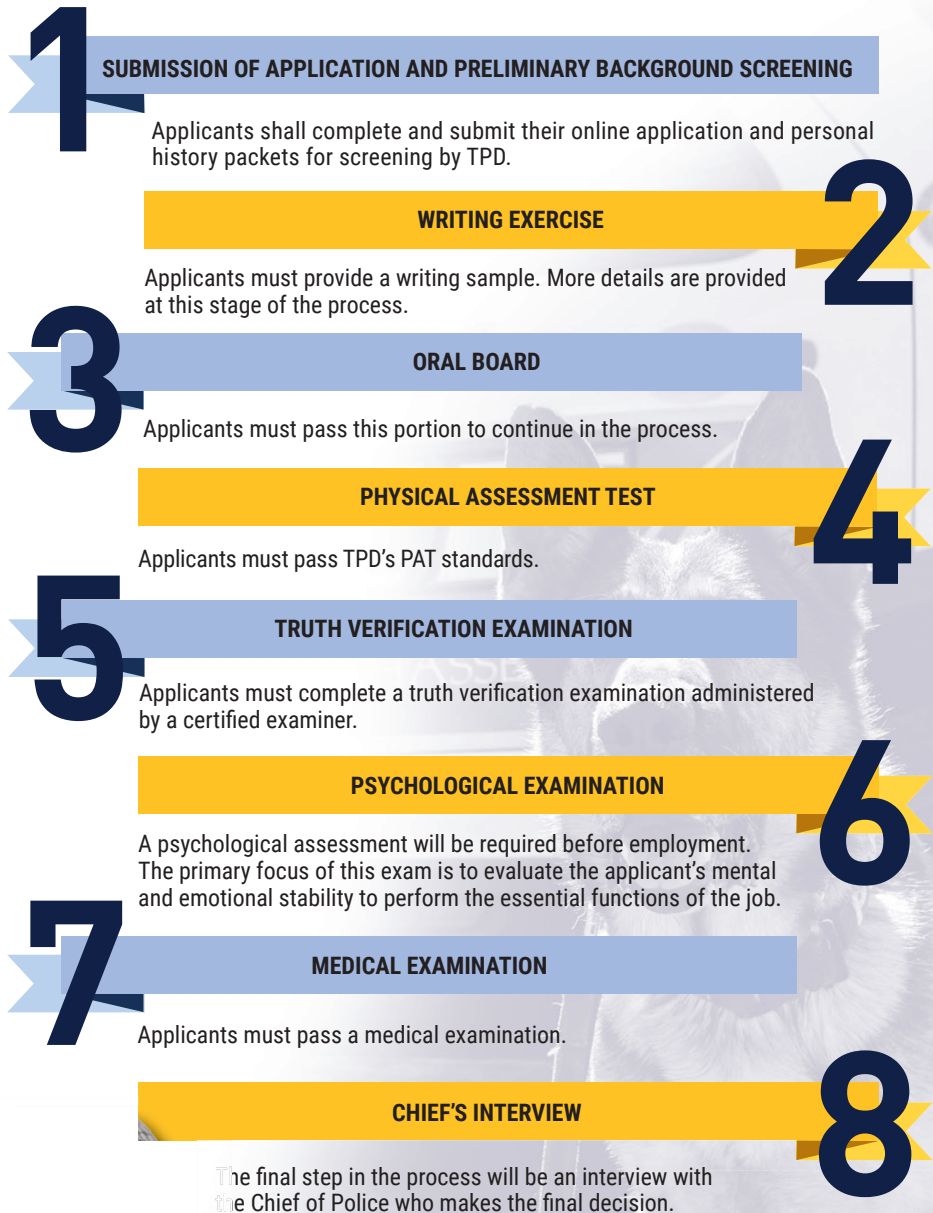 1
SUBMISSION OF APPLICATION AND PRELIMINARY BACKGROUND SCREENING
Applicants shall complete and submit their online application and personal
history packets for screening by TPD.
2
WRITING EXERCISE
Applicants must provide a writing sample. More details are provided
at this stage of the process.
3
ORAL BOARD
Applicants must pass this portion to continue in the process.
4
PHYSICAL ASSESSMENT TEST
Applicants must pass TPD's PAT standards.
5
TRUTH VERIFICATION EXAMINATION
ASSE
Applicants must complete a truth verification examination administered
by a certified examiner.
6
PSYCHOLOGICAL EXAMINATION
A psychological assessment will be required before employment.
The primary focus of this exam is to evaluate the applicant's mental
and emotional stability to perform the essential functions of the job.
7
MEDICAL EXAMINATION
Applicants must pass a medical examination.
8
CHIEF'S INTERVIEW
The final step in the process will be an interview with
the Chief of Police who makes the final decision.